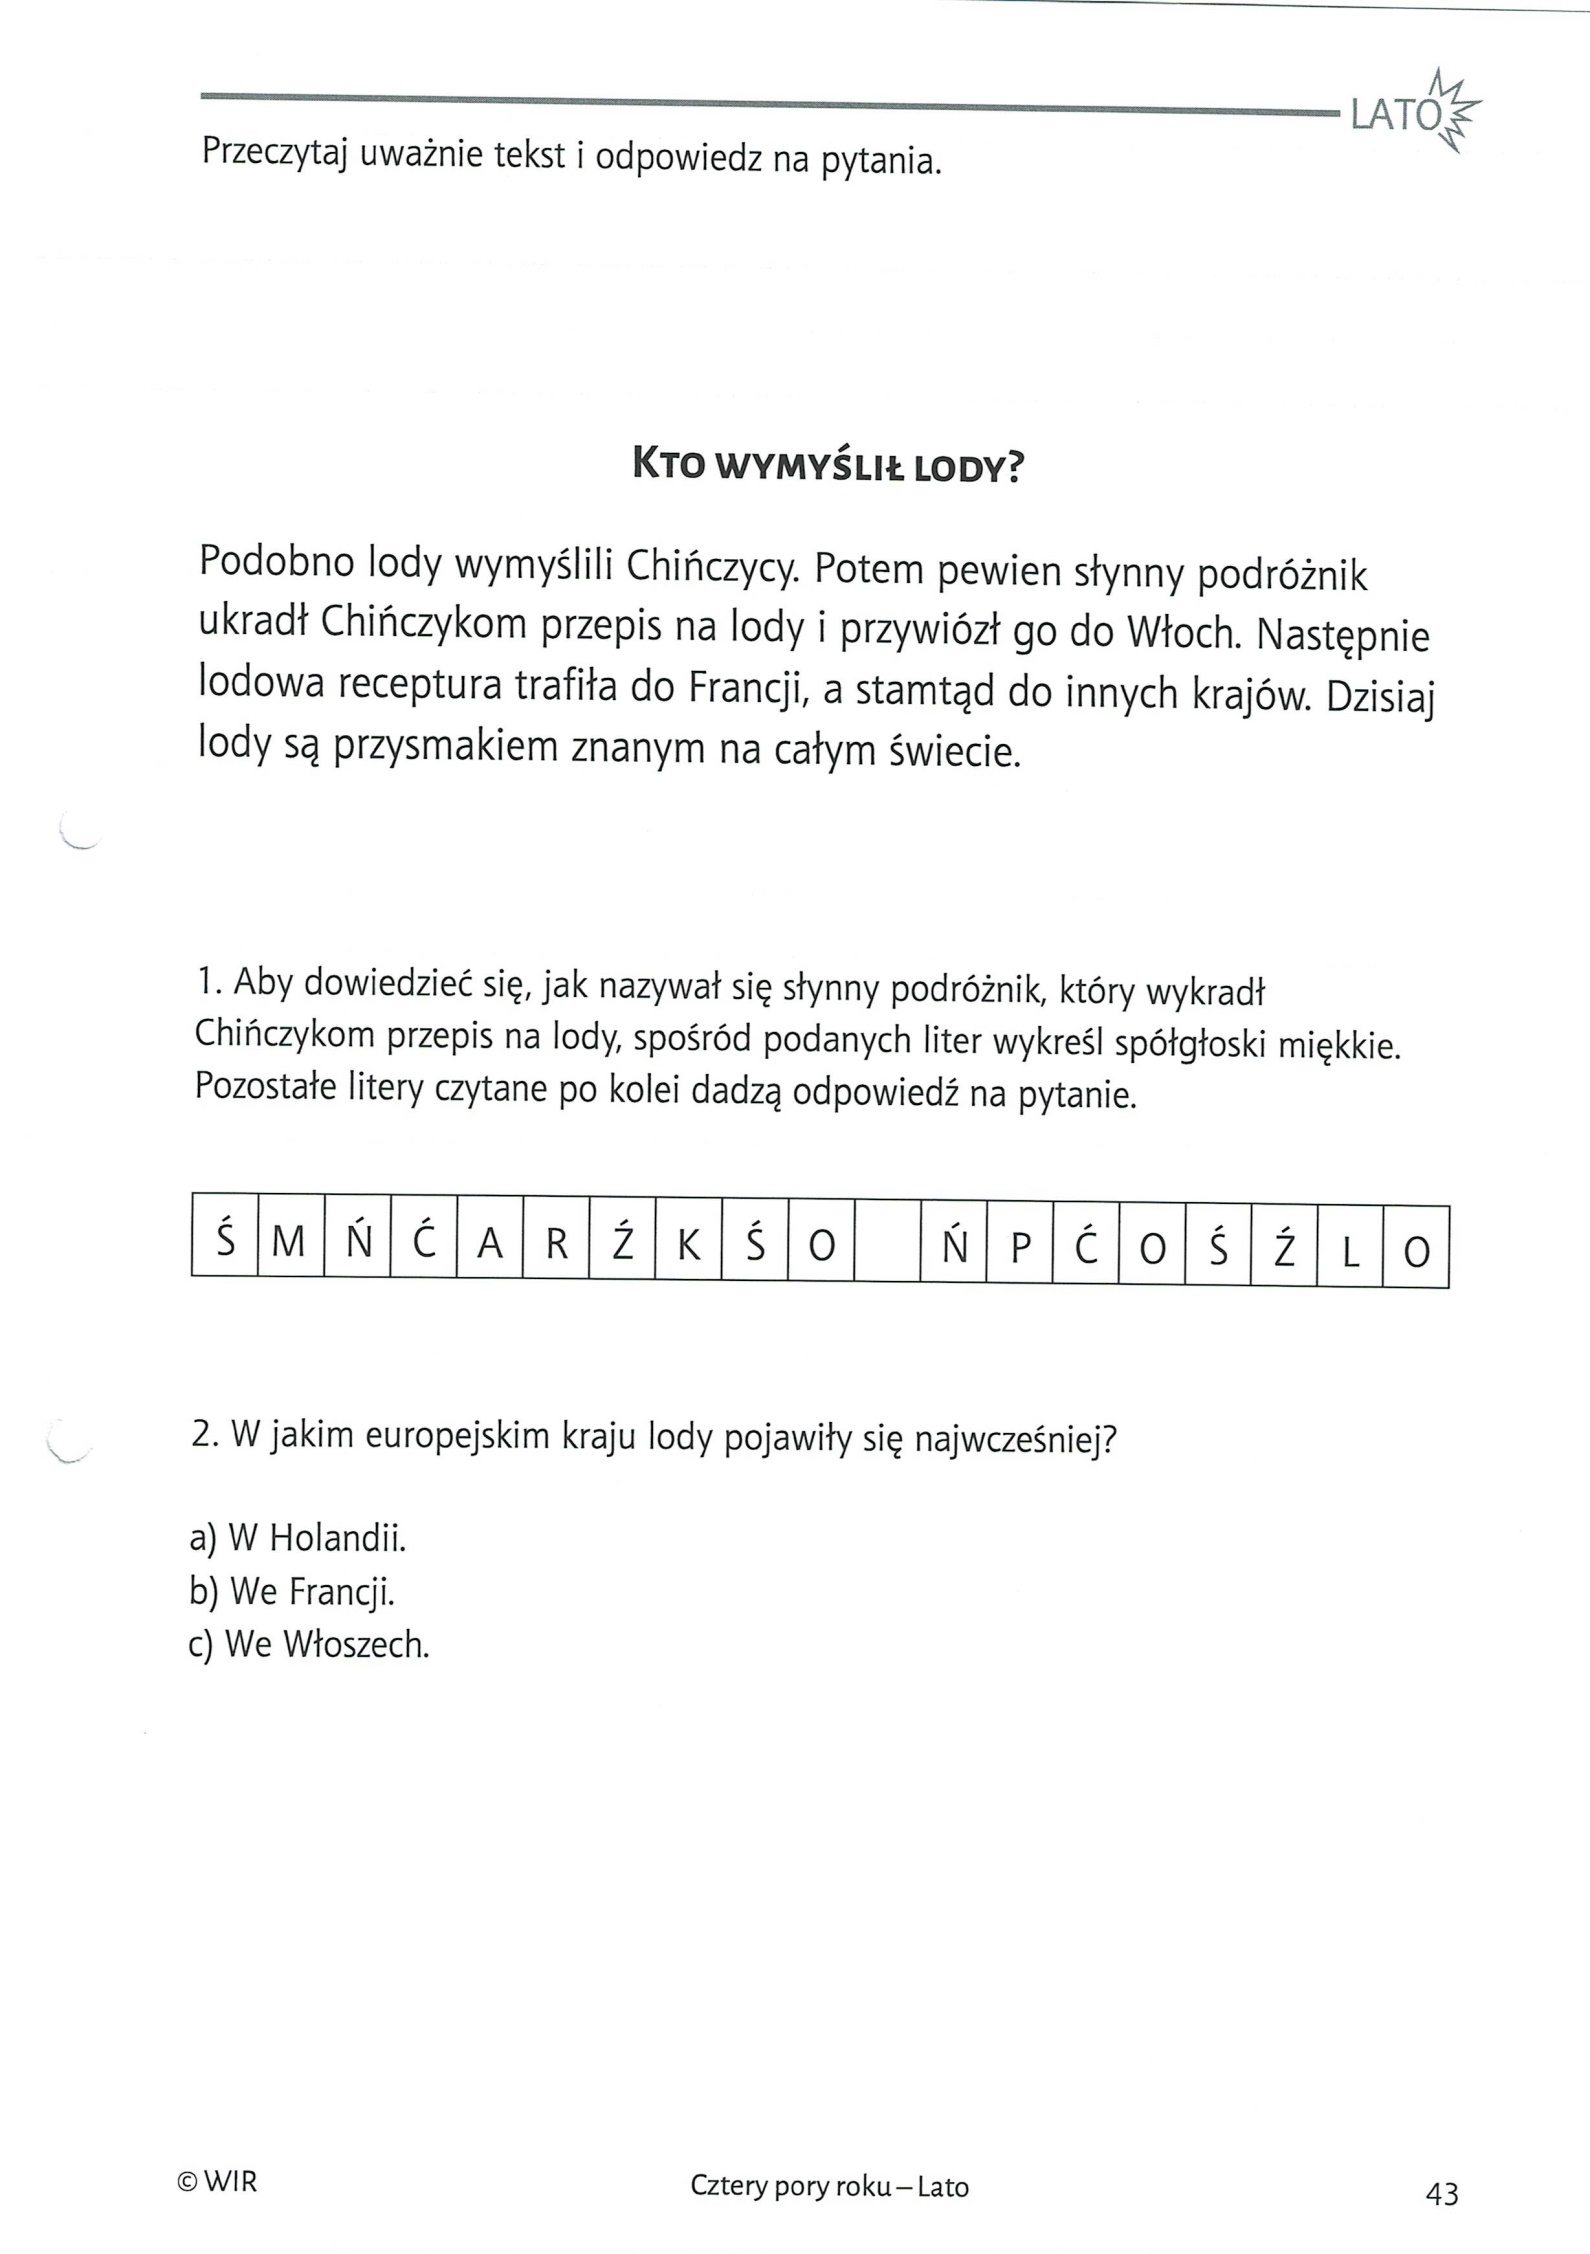 LATO
Przeczytaj uważnie tekst i odpowiedz na pytania.
KTO WYMYŚLIŁ LODY?
Podobno lody wymyślili Chińczycy. Potem pewien słynny podróżnik
ukradł Chińczykom przepis na lody i przywiózł go do Włoch. Następnie
lodowa receptura trafiła do Francji, a stamtąd do innych krajów. Dzisiaj
lody są przysmakiem znanym na całym świecie.
1. Aby dowiedzieć się, jak nazywał się słynny podróżnik, który wykradł
Chińczykom przepis na lody, spośród podanych liter wykreśl spółgłoski miękkie.
Pozostałe litery czytane po kolei dadzą odpowiedź na pytanie.
Ś M Ń Ć A R Ź K Ś O Ń P Ć O Ś Ź L O
2. W jakim europejskim kraju lody pojawiły się najwcześniej?
a) W Holandii.
b) We Francji.
c) We Włoszech.
© WIR Cztery pory roku – Lato 43